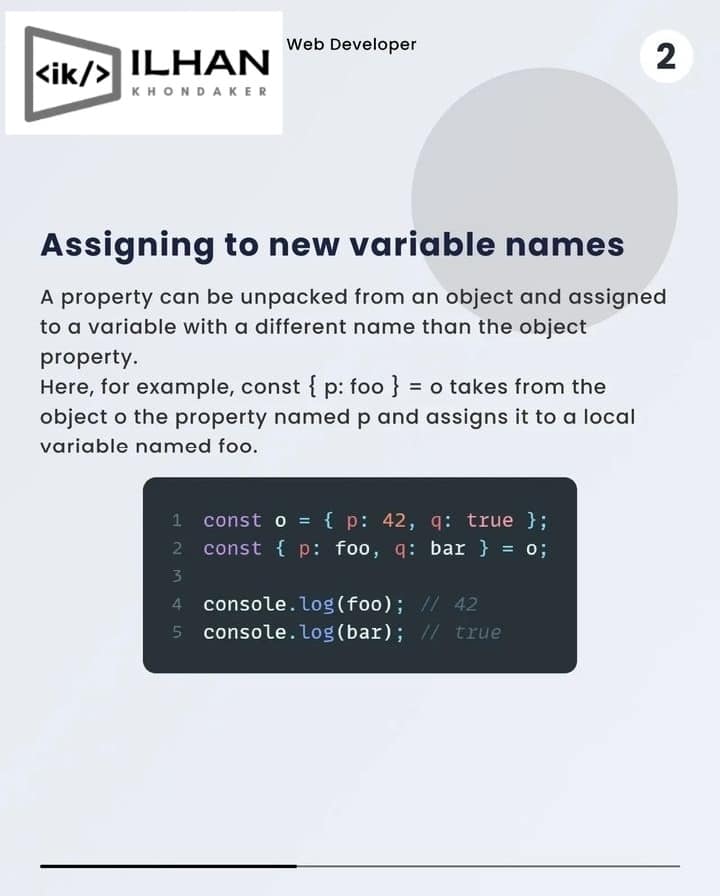 <ik/> ILHAN
KHONDAKER
Web Developer
2
Assigning to new variable names
A property can be unpacked from an object and assigned
to a variable with a different name than the object
property.
Here, for example, const { p: foo } = o takes from the
object o the property named p and assigns it to a local
variable named foo.
1 const o = { p: 42, q: true };
2 const { p: foo, q: bar } = o;
3
4 console.log(foo); // 42
5 console.log(bar); // true